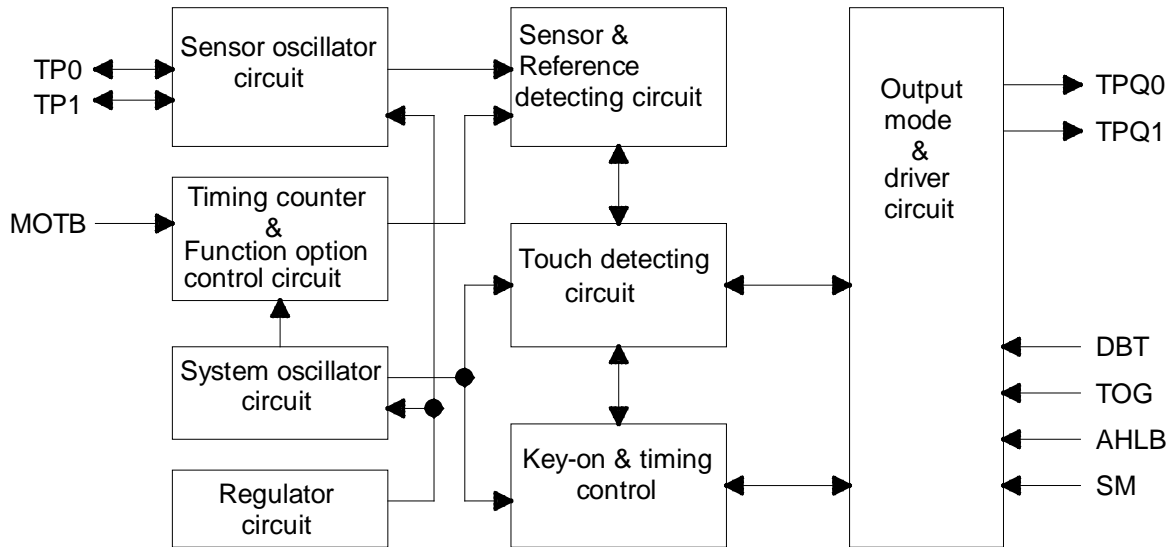 TP0
TP1
MOTB
Sensor oscillator
circuit
Timing counter
&
Function option
control circuit
System oscillator
circuit
Regulator
circuit
Sensor &
Reference
detecting circuit
Touch detecting
circuit
Key-on & timing
control
Output
mode
&
driver
circuit
TPQ0
TPQ1
DBT
TOG
AHLB
SM